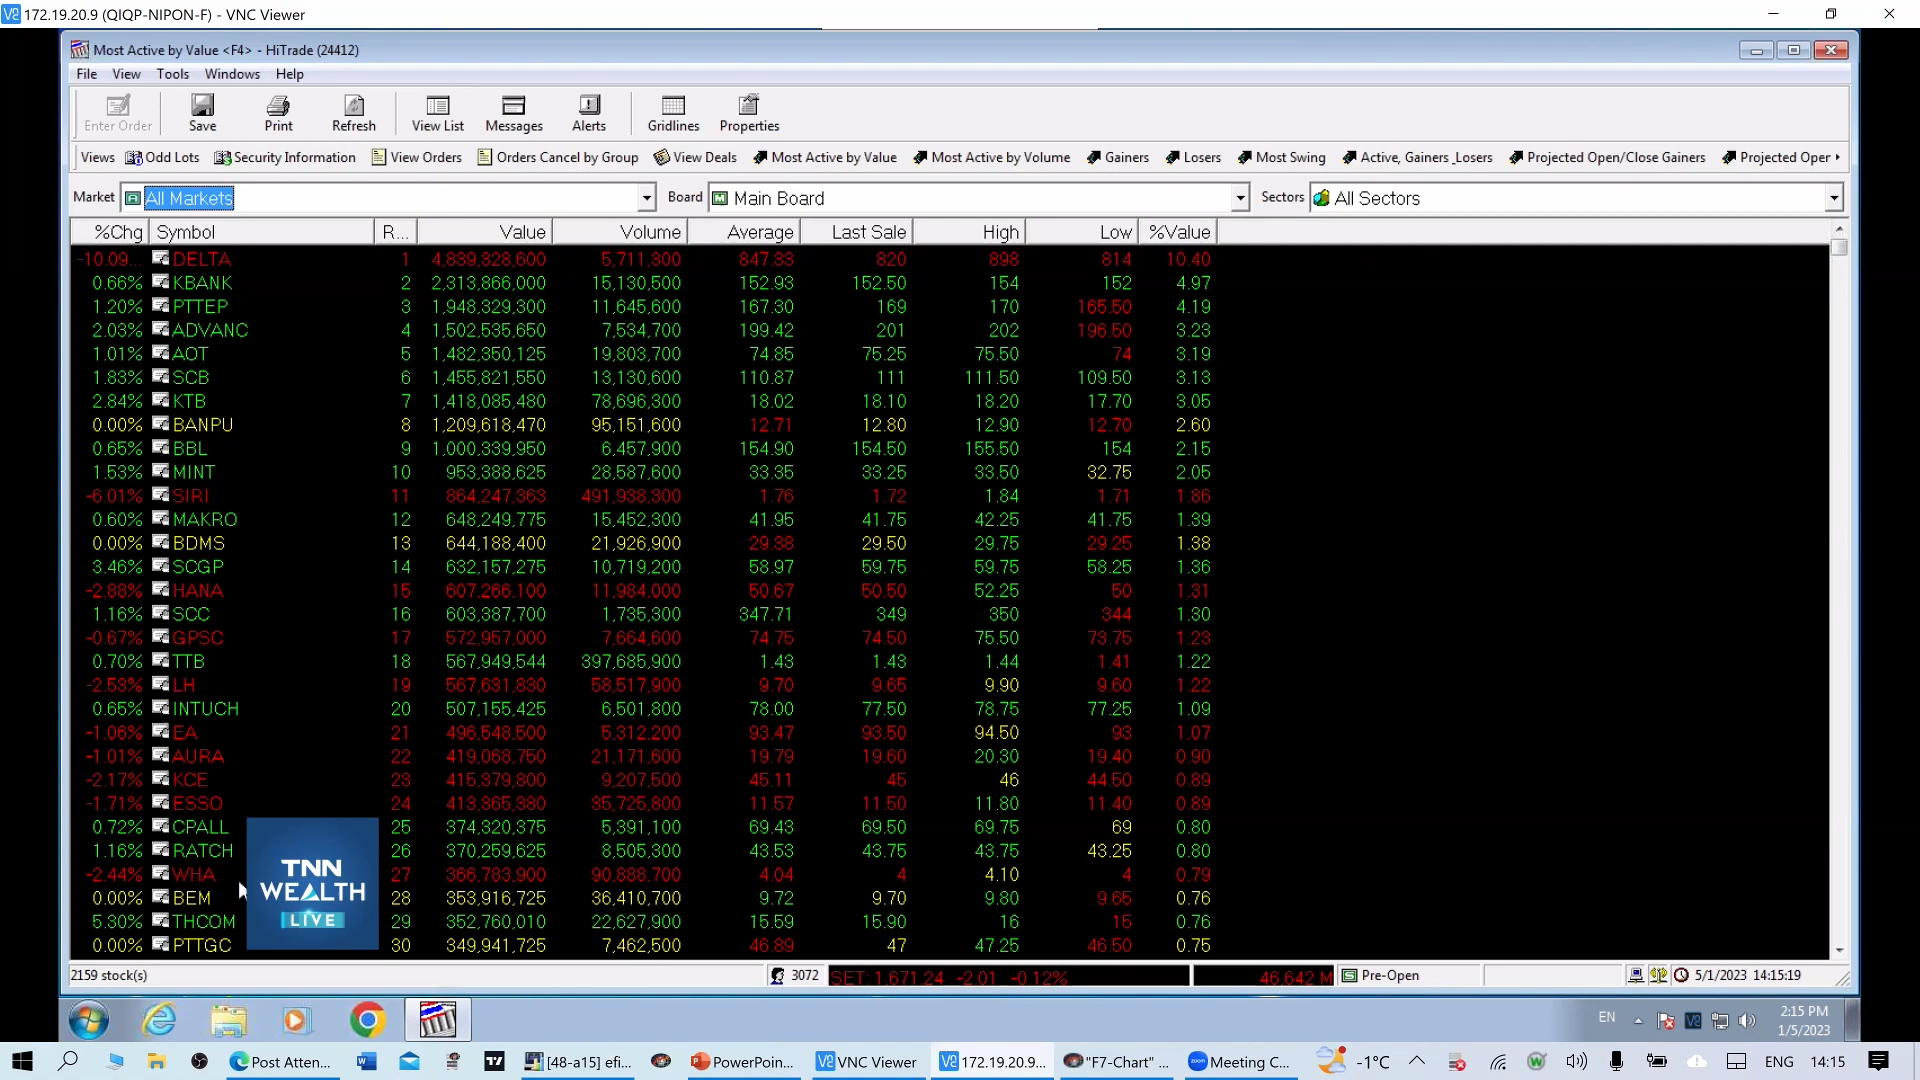 172.19.20.9 (QIQP-NIPON-F) - VNC Viewer
Most Active by Value <F4> - HiTrade (24412)
File View Tools Windows Help
Enter Order Save Print Refresh View List Messages Alerts Gridlines Properties
Views Odd Lots Security Information View Orders Orders Cancel by Group View Deals Most Active by Value Most Active by Volume Gainers Losers Most Swing Active, Gainers_Losers Projected Open/Close Gainers Projected Oper
Market All Markets Board Main Board Sectors All Sectors
%Chg Symbol R... Value Volume Average Last Sale High Low %Value
-10.09... DELTA 1 4,839,328,600 5,711,300 847.33 820 898 814 10.40
0.66% KBANK 2 2,313,866,000 15,130,500 152.93 152.50 154 152 4.97
1.20% PTTEP 3 1,948,329,300 11,645,600 167.30 169 170 165.50 4.19
2.03% ADVANC 4 1,502,535,650 7,534,700 199.42 201 202 196.50 3.23
1.01% AOT 5 1,482,350,125 19,803,700 74.85 75.25 75.50 74 3.19
1.83% SCB 6 1,455,821,550 13,130,600 110.87 111 111.50 109.50 3.13
2.84% KTB 7 1,418,085,480 78,696,300 18.02 18.10 18.20 17.70 3.05
0.00% BANPU 8 1,209,618,470 95,151,600 12.71 12.80 12.90 12.70 2.60
0.65% BBL 9 1,000,339,950 6,457,900 154.90 154.50 155.50 154 2.15
1.53% MINT 10 953,388,625 28,587,600 33.35 33.25 33.50 32.75 2.05
-6.01% SIRI 11 864,247,363 491,938,300 1.76 1.72 1.84 1.71 1.86
0.60% MAKRO 12 648,249,775 15,452,300 41.95 41.75 42.25 41.75 1.39
0.00% BDMS 13 644,188,400 21,926,900 29.38 29.50 29.75 29.25 1.38
3.46% SCGP 14 632,157,275 10,719,200 58.97 59.75 59.75 58.25 1.36
-2.88% HANA 15 607,266,100 11,984,000 50.67 50.50 52.25 50 1.31
1.16% SCC 16 603,387,700 1,735,300 347.71 349 350 344 1.30
-0.67% GPSC 17 572,957,000 7,664,600 74.75 74.50 75.50 73.75 1.23
0.70% TTB 18 567,949,544 397,685,900 1.43 1.43 1.44 1.41 1.22
-2.53% LH 19 567,631,830 58,517,900 9.70 9.65 9.90 9.60 1.22
0.65% INTUCH 20 507,155,425 6,501,800 78.00 77.50 78.75 77.25 1.09
-1.06% EA 21 496,548,500 5,312,200 93.47 93.50 94.50 93 1.07
-1.01% AURA 22 419,068,750 21,171,600 19.79 19.60 20.30 19.40 0.90
-2.17% KCE 23 415,379,800 9,207,500 45.11 45 46 44.50 0.89
-1.71% ESSO 24 413,365,380 35,725,800 11.57 11.50 11.80 11.40 0.89
0.72% CPALL 25 374,320,375 5,391,100 69.43 69.50 69.75 69 0.80
1.16% RATCH 26 370,259,625 8,505,300 43.53 43.75 43.75 43.25 0.80
-2.44% WHA 27 366,783,900 90,888,700 4.04 4 4.10 4 0.79
0.00% BEM 28 353,916,725 36,410,700 9.72 9.70 9.80 9.65 0.76
5.30% THCOM 29 352,760,010 22,627,900 15.59 15.90 16 15 0.76
0.00% PTTGC 30 349,941,725 7,462,500 46.89 47 47.25 46.50 0.75
TNN
WEALTH
LIVE
2159 stock(s) 3072 SET: 1,671.24 -2.01 -0.12% 46,642 M Pre-Open 5/1/2023 14:15:19
EN 2:15 PM
1/5/2023
Post Atten... [48-a15] efi... PowerPoin... VNC Viewer 172.19.20.9... "F7-Chart" ... Meeting C... -1°C ENG 14:15